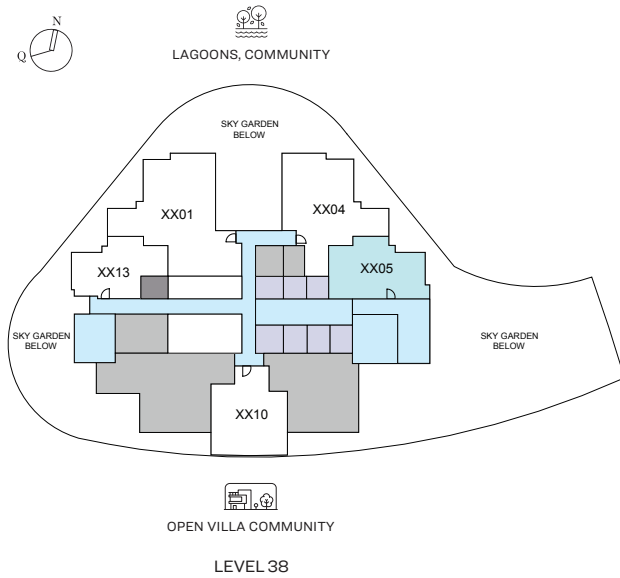 N
Q
LAGOONS, COMMUNITY
SKY GARDEN
BELOW
XX01
XX04
XX13
XX05
SKY GARDEN
BELOW
SKY GARDEN
BELOW
XX10
OPEN VILLA COMMUNITY
LEVEL 38